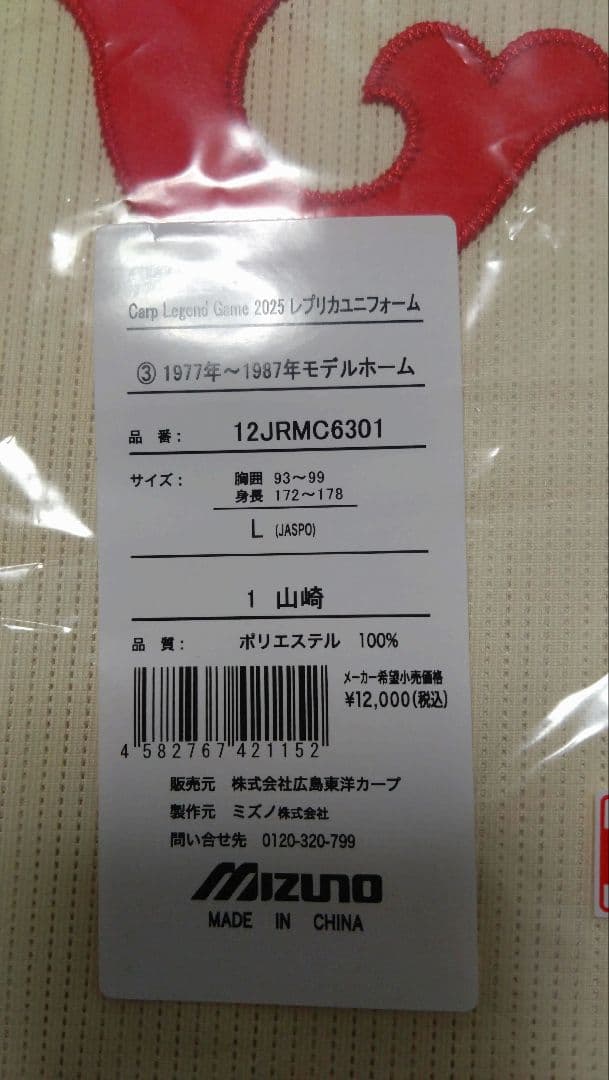 Carp Legend Game 2025 レプリカユニフォーム
③ 1977年～1987年モデルホーム
品 番： 12JRMC6301
サイズ： 胸囲 93～99
身長 172～178
L (JASPO)
1 山崎
品 質： ポリエステル 100%
メーカー希望小売価格
¥12,000(税込)
4 582767 421152
販売元 株式会社広島東洋カープ
製作元 ミズノ株式会社
問い合せ先 0120-320-799
MIZUNO
MADE IN CHINA